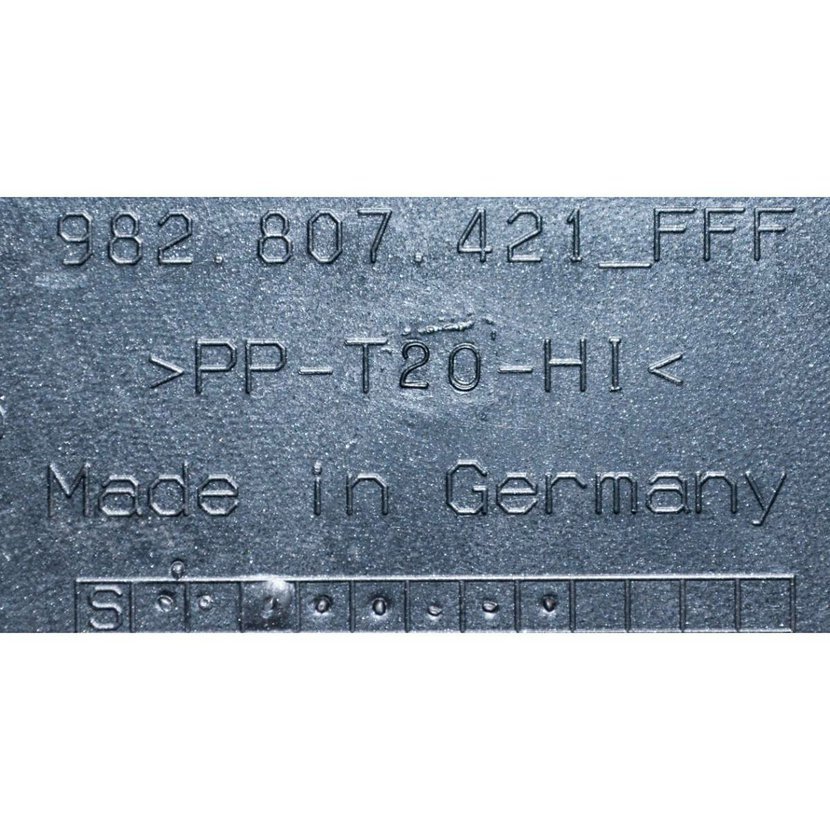 982.807.421_FFF
>PP-T20-HI<
Made in Germany
S